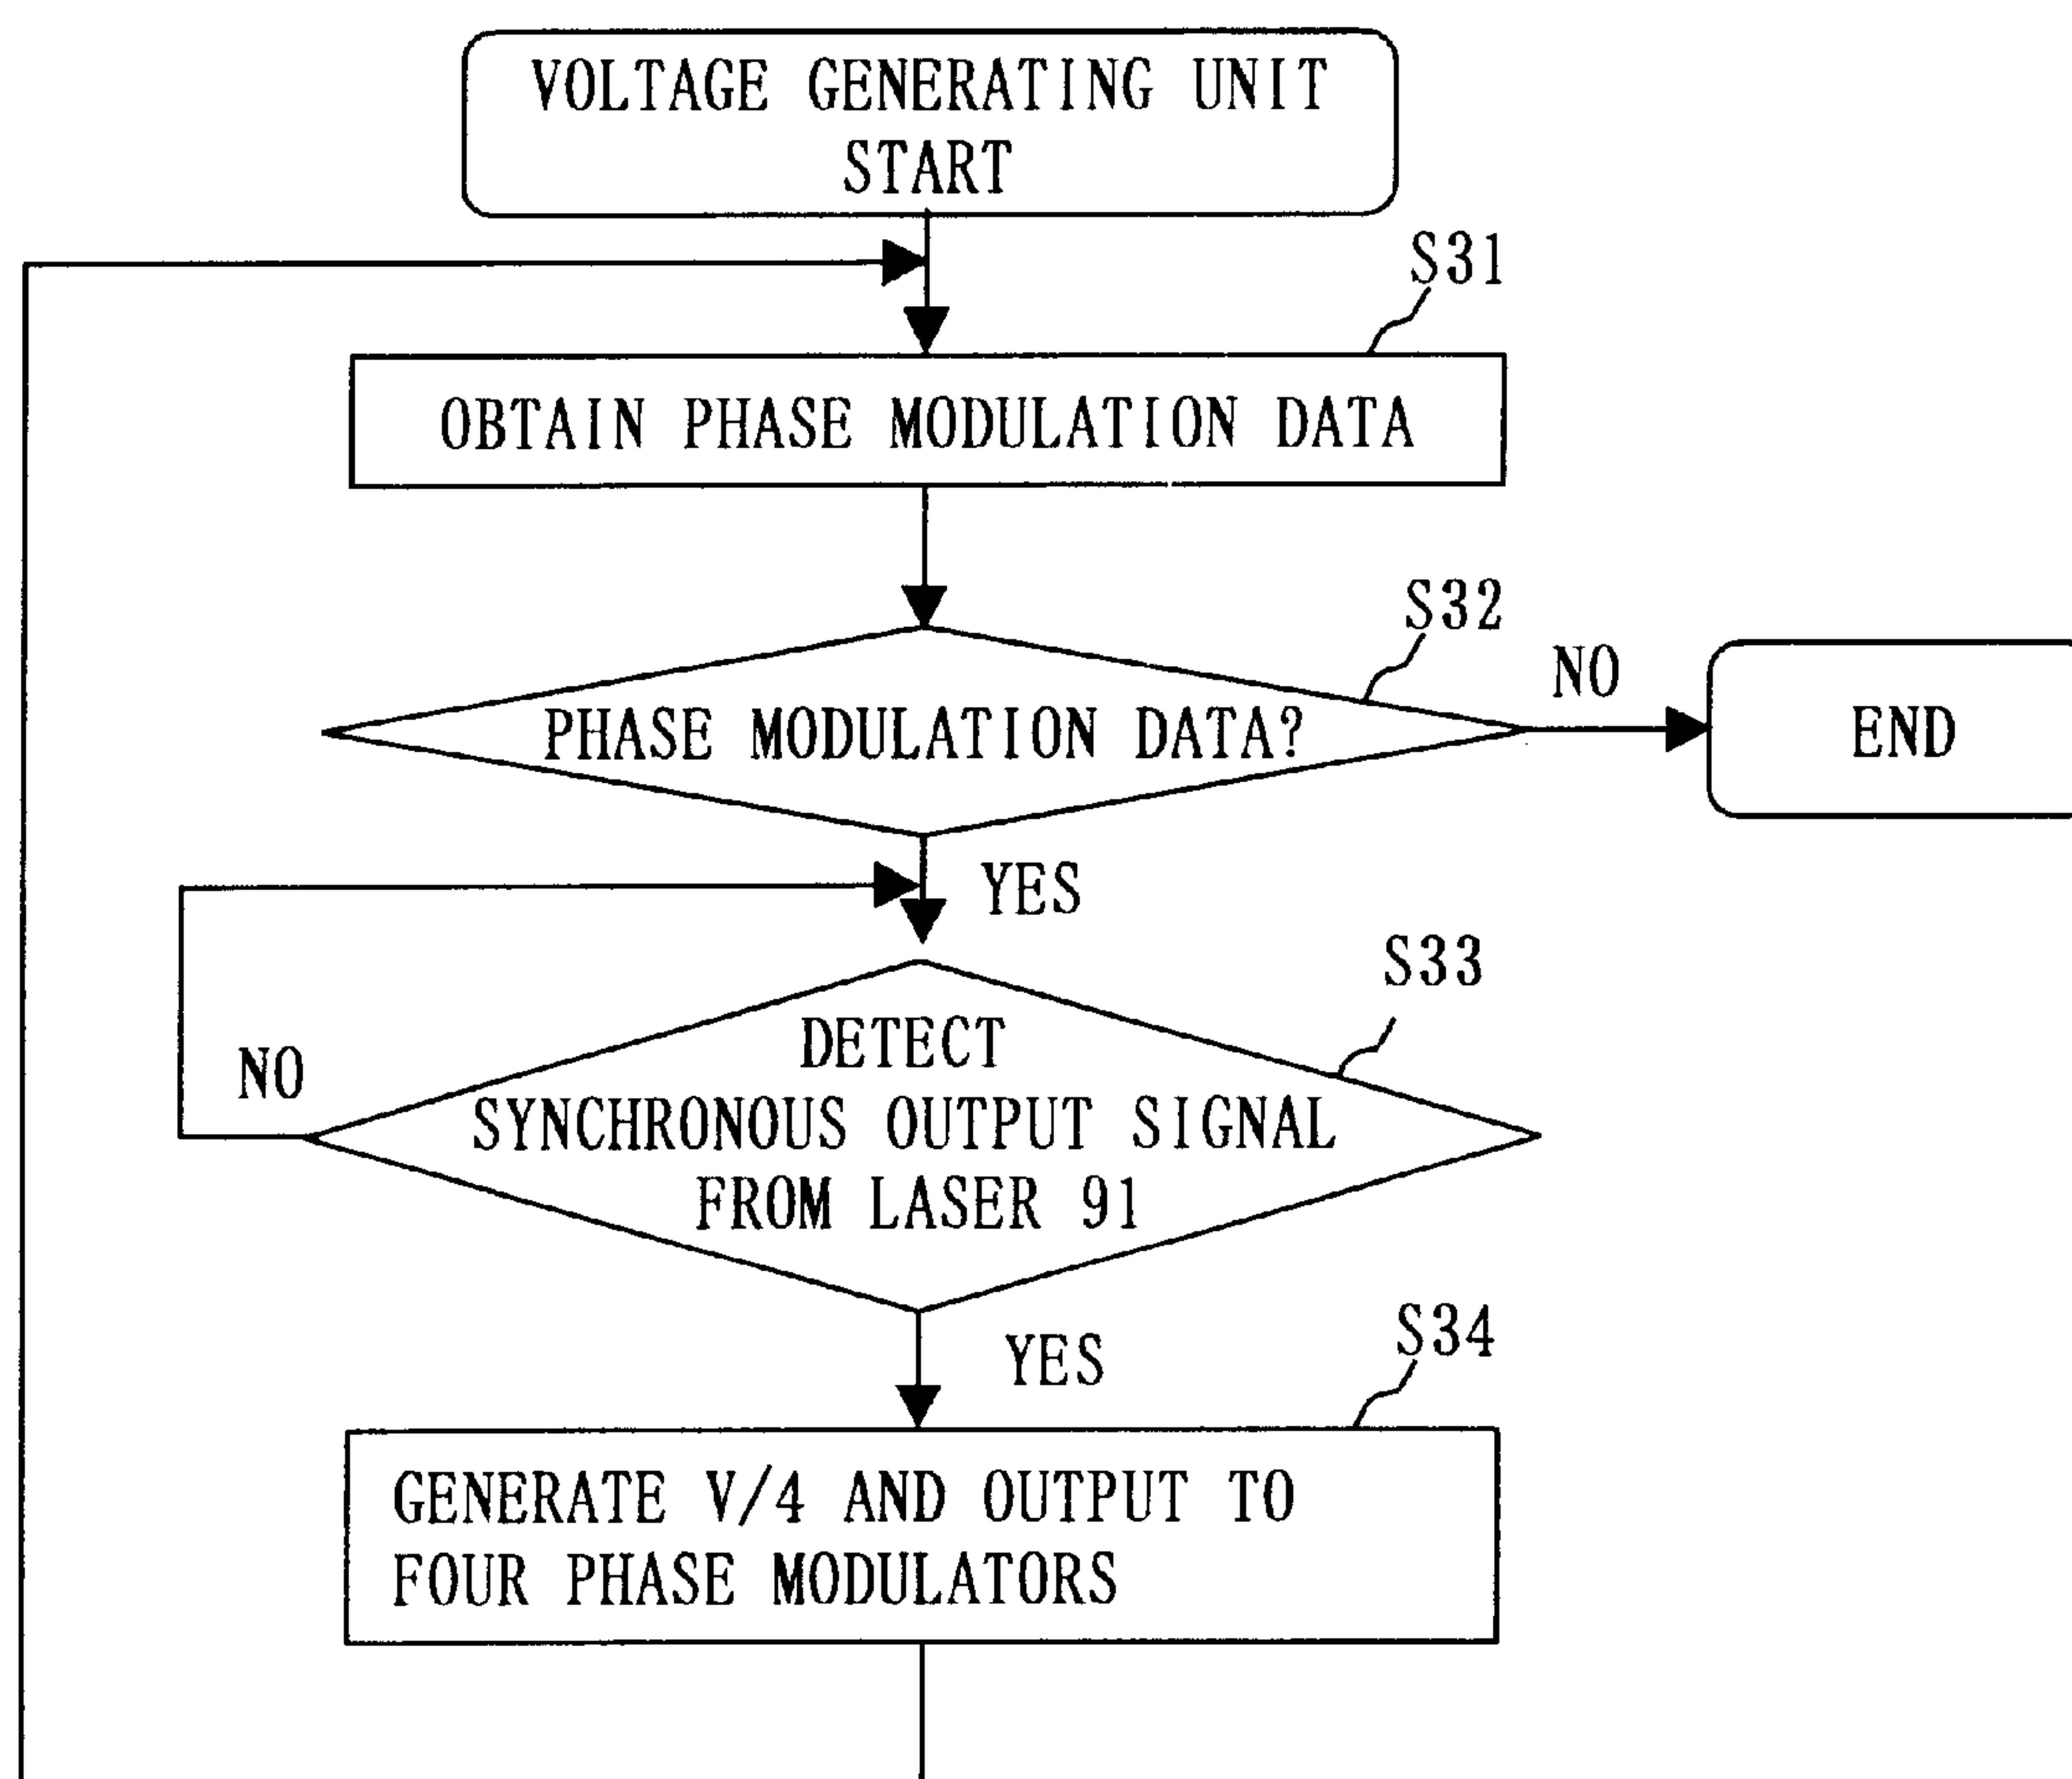 VOLTAGE GENERATING UNIT
START
S31
OBTAIN PHASE MODULATION DATA
S32
NO
PHASE MODULATION DATA?
END
YES
S33
NO
DETECT
SYNCHRONOUS OUTPUT SIGNAL
FROM LASER 91
YES
S34
GENERATE V/4 AND OUTPUT TO
FOUR PHASE MODULATORS